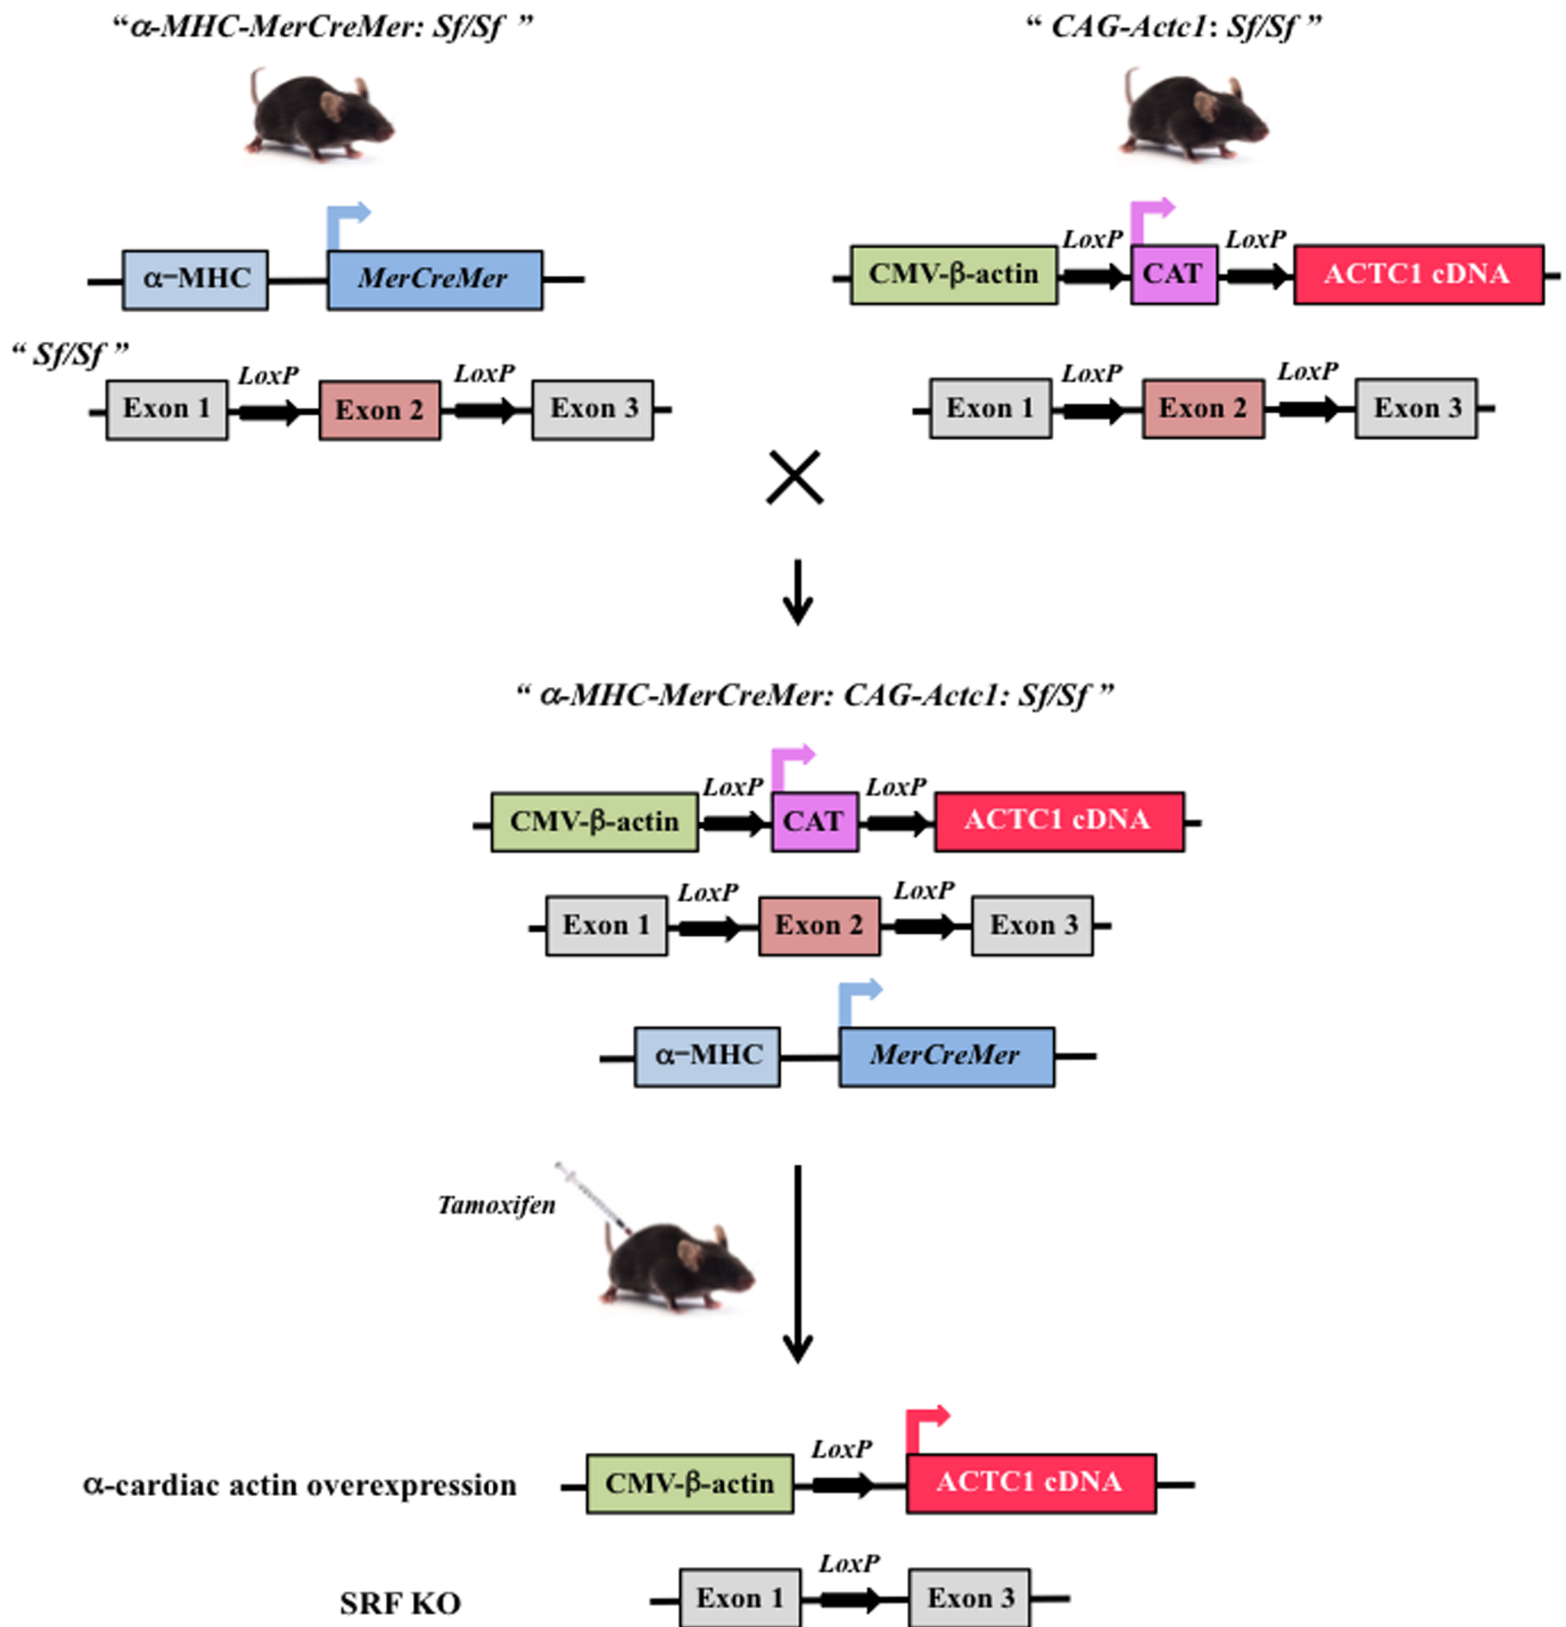 “α-MHC-MerCreMer: Sf/Sf ”
“ CAG-Actc1: Sf/Sf ”
α−MHC
MerCreMer
CMV-β-actin
LoxP
CAT
LoxP
ACTC1 cDNA
“ Sf/Sf ”
Exon 1
LoxP
Exon 2
LoxP
Exon 3
Exon 1
LoxP
Exon 2
LoxP
Exon 3
“ α-MHC-MerCreMer: CAG-Actc1: Sf/Sf ”
CMV-β-actin
LoxP
CAT
LoxP
ACTC1 cDNA
Exon 1
LoxP
Exon 2
LoxP
Exon 3
α−MHC
MerCreMer
Tamoxifen
α-cardiac actin overexpression
CMV-β-actin
LoxP
ACTC1 cDNA
SRF KO
Exon 1
LoxP
Exon 3